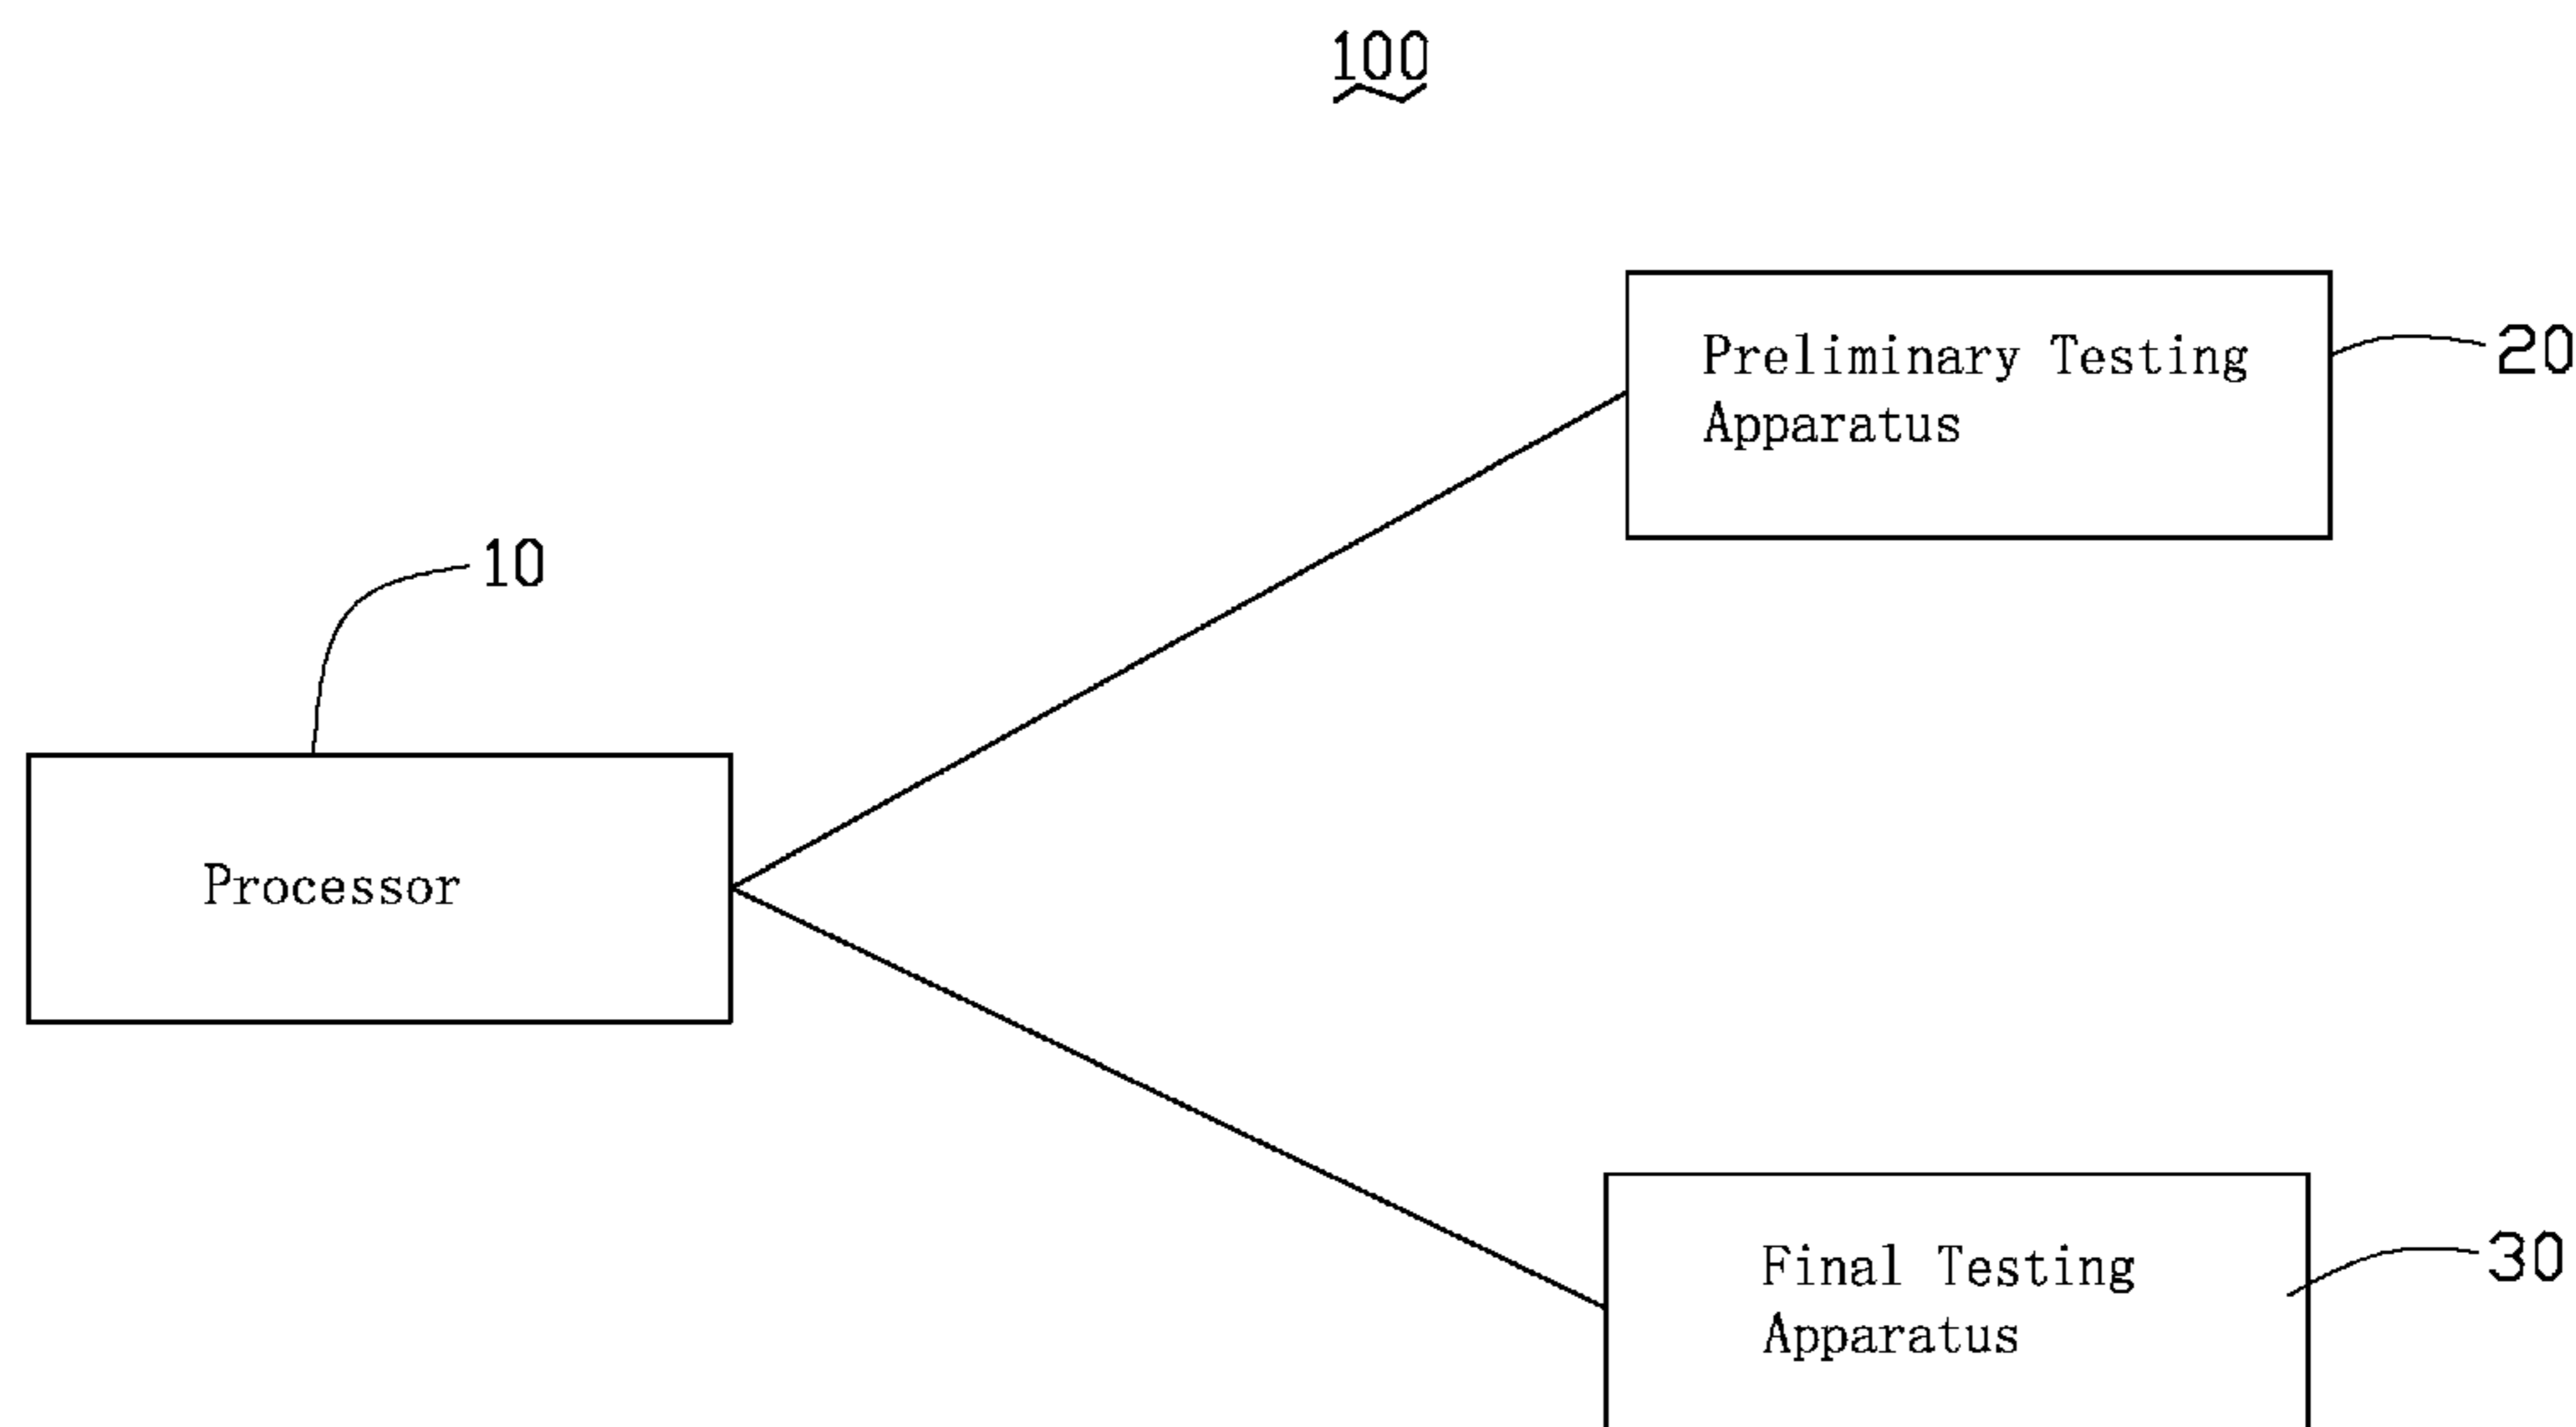 100
Preliminary Testing
Apparatus
20
10
Processor
Final Testing
Apparatus
30